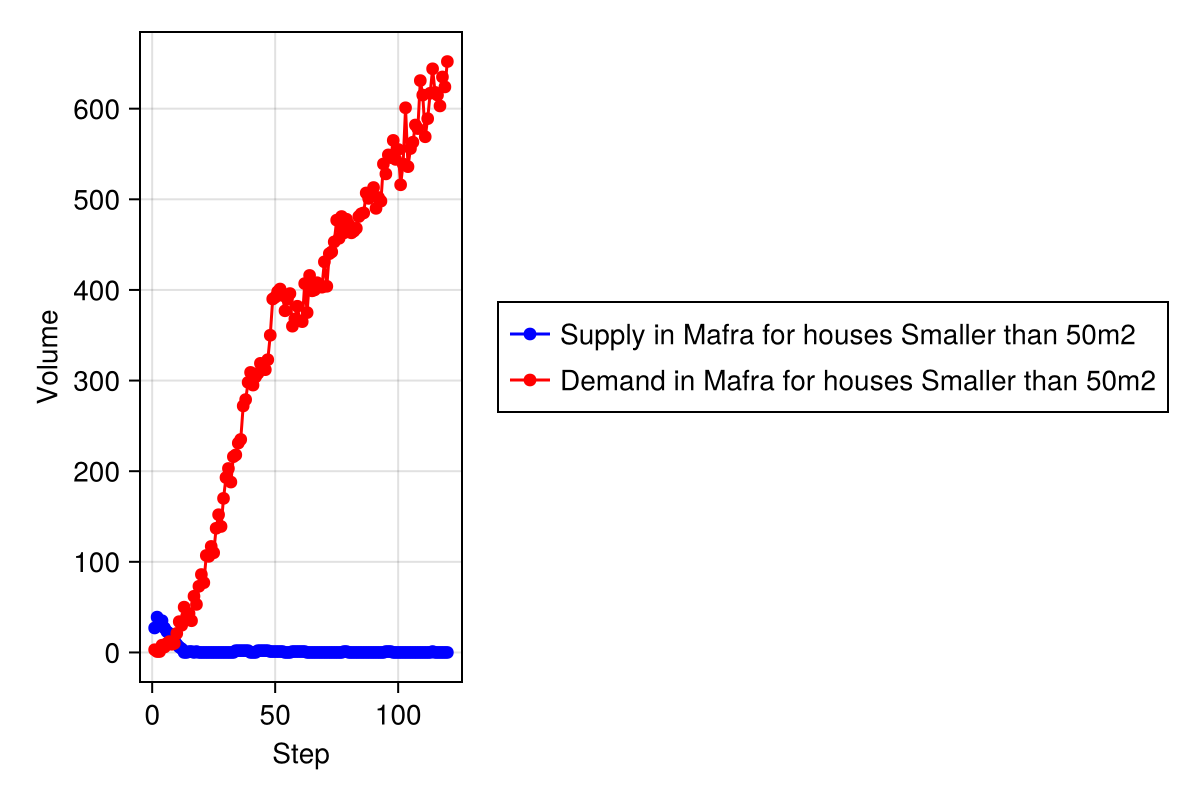 600
500
400
300
200
100
0
Volume
0 50 100
Step
Supply in Mafra for houses Smaller than 50m2
Demand in Mafra for houses Smaller than 50m2